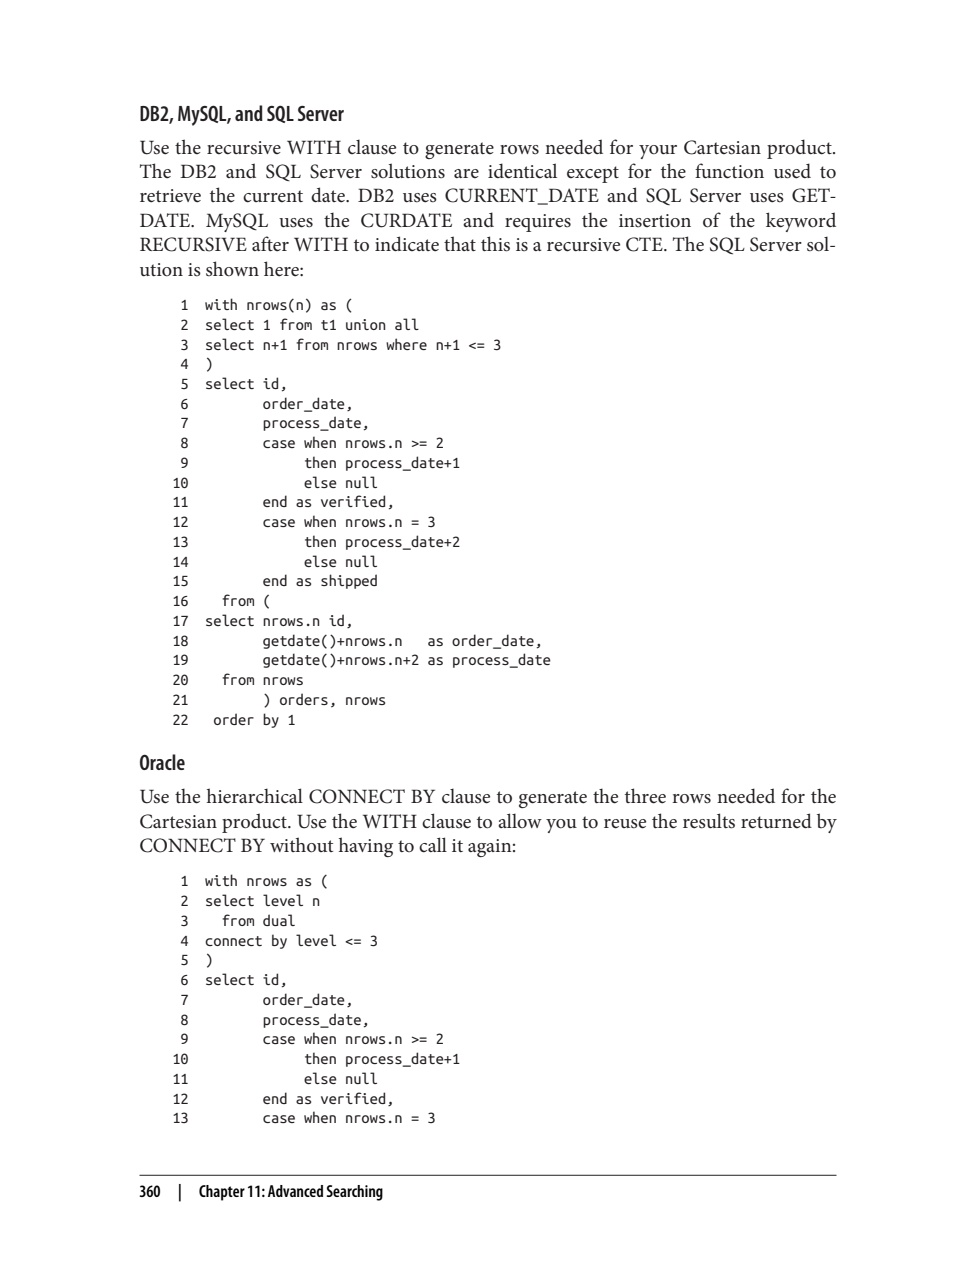 DB2, MySQL, and SQL Server
Use the recursive WITH clause to generate rows needed for your Cartesian product.
The DB2 and SQL Server solutions are identical except for the function used to
retrieve the current date. DB2 uses CURRENT_DATE and SQL Server uses GET-
DATE. MySQL uses the CURDATE and requires the insertion of the keyword
RECURSIVE after WITH to indicate that this is a recursive CTE. The SQL Server sol-
ution is shown here:
1 with nrows(n) as (
2 select 1 from t1 union all
3 select n+1 from nrows where n+1 <= 3
4 )
5 select id,
6        order_date,
7        process_date,
8        case when nrows.n >= 2
9             then process_date+1
10             else null
11        end as verified,
12        case when nrows.n = 3
13             then process_date+2
14             else null
15        end as shipped
16   from (
17 select nrows.n id,
18        getdate()+nrows.n   as order_date,
19        getdate()+nrows.n+2 as process_date
20   from nrows
21        ) orders, nrows
22  order by 1
Oracle
Use the hierarchical CONNECT BY clause to generate the three rows needed for the
Cartesian product. Use the WITH clause to allow you to reuse the results returned by
CONNECT BY without having to call it again:
1 with nrows as (
2 select level n
3   from dual
4 connect by level <= 3
5 )
6 select id,
7        order_date,
8        process_date,
9        case when nrows.n >= 2
10             then process_date+1
11             else null
12        end as verified,
13        case when nrows.n = 3
360 | Chapter 11: Advanced Searching